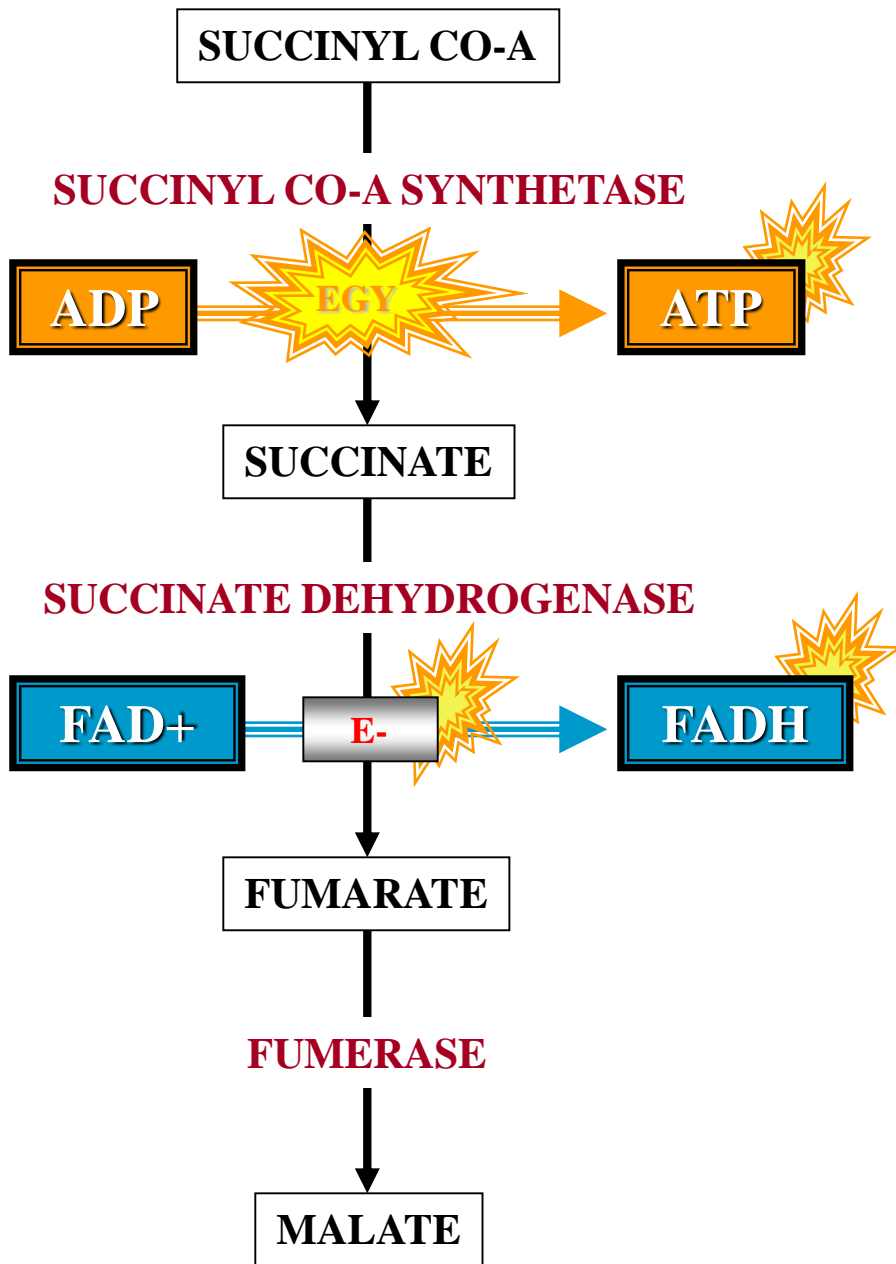 SUCCINYL CO-A
SUCCINYL CO-A SYNTHETASE
ADP
EGY
ATP
SUCCINATE
SUCCINATE DEHYDROGENASE
FAD+
E-
FADH
FUMARATE
FUMERASE
MALATE